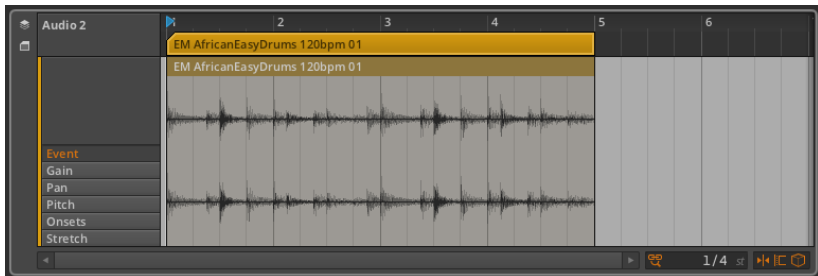 Audio 2
2 3 4 5 6
EM AfricanEasyDrums 120bpm 01
EM AfricanEasyDrums 120bpm 01
Event
Gain
Pan
Pitch
Onsets
Stretch
1/4 st